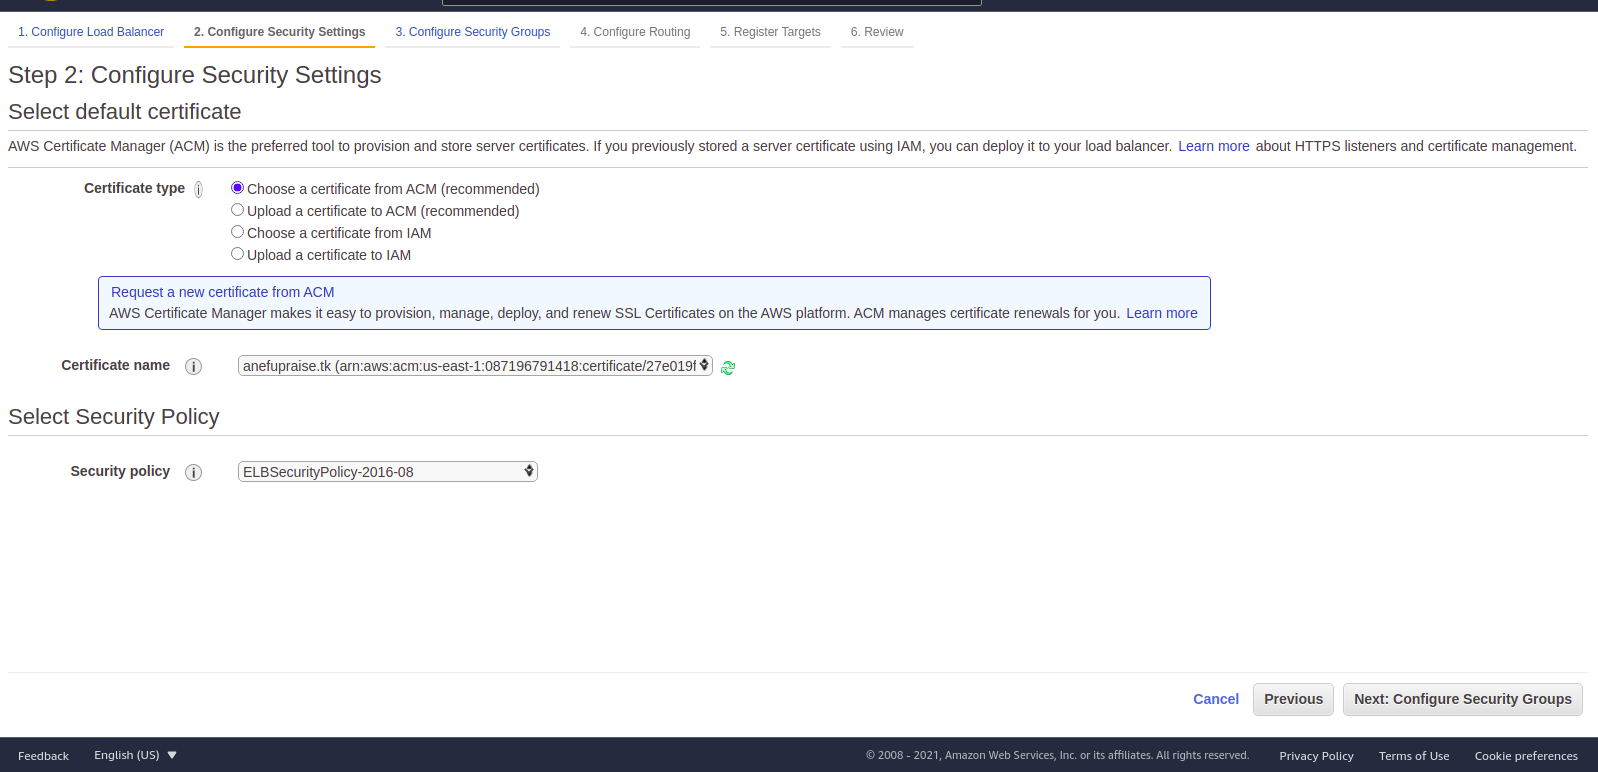 1. Configure Load Balancer 2. Configure Security Settings 3. Configure Security Groups 4. Configure Routing 5. Register Targets 6. Review
Step 2: Configure Security Settings
Select default certificate
AWS Certificate Manager (ACM) is the preferred tool to provision and store server certificates. If you previously stored a server certificate using IAM, you can deploy it to your load balancer. Learn more about HTTPS listeners and certificate management.
Certificate type i Choose a certificate from ACM (recommended)
Upload a certificate to ACM (recommended)
Choose a certificate from IAM
Upload a certificate to IAM
Request a new certificate from ACM
AWS Certificate Manager makes it easy to provision, manage, deploy, and renew SSL Certificates on the AWS platform. ACM manages certificate renewals for you. Learn more
Certificate name i anefupraise.tk (arn:aws:acm:us-east-1:087196791418:certificate/27e019f
Select Security Policy
Security policy i ELBSecurityPolicy-2016-08
Cancel Previous Next: Configure Security Groups
Feedback English (US) © 2008 - 2021, Amazon Web Services, Inc. or its affiliates. All rights reserved. Privacy Policy Terms of Use Cookie preferences